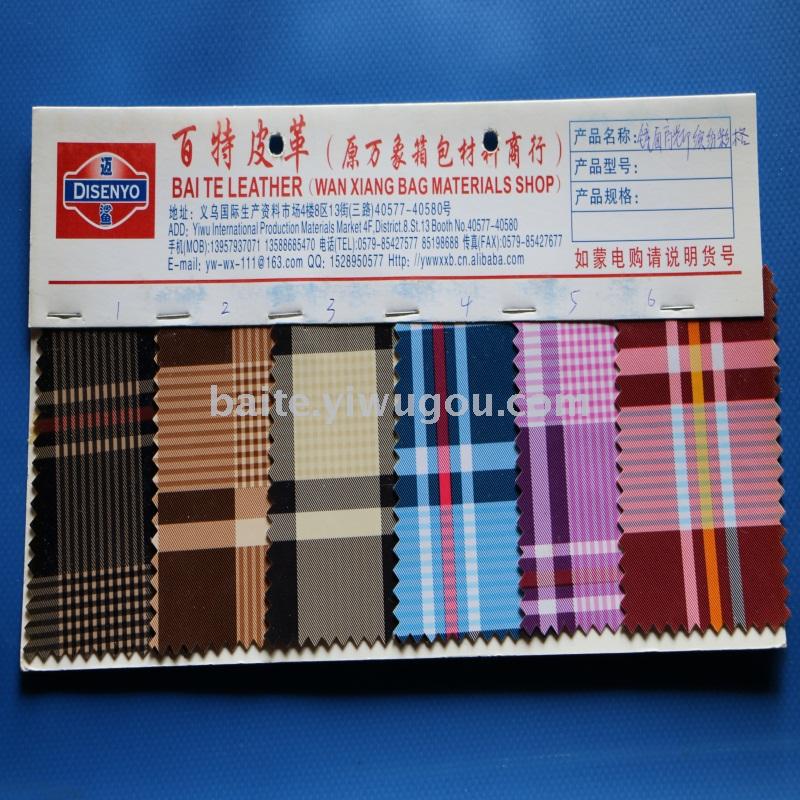 百特皮革(原万象箱包材料商行)
BAI TE LEATHER (WAN XIANG BAG MATERIALS SHOP)
迈
DISENYO
鲨
地址: 义乌国际生产资料市场4楼8区13街(三路)40577-40580号
ADD; Yiwu International Production Materials Market 4F,District.8.St.13 Booth No,40577-40580
手机(MOB):13957937071 13588685470 电话(TEL):0579-85427577 85198688 传真(FAX):0579-85427677
E-mail; yw-wx-111@163.com QQ; 1528950577 Http: //ywwxxb.cn.alibaba.com
产品名称:
产品型号:
产品规格:
如蒙电购请说明货号
1 2 3 4 5 6
baite.yiwugou.com